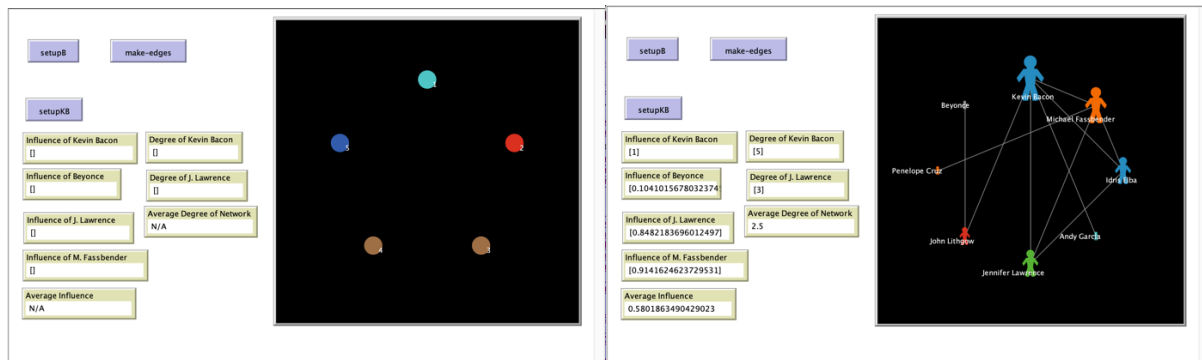 setupB
make-edges
setupKB
Influence of Kevin Bacon
[]
Degree of Kevin Bacon
[]
Influence of Beyonce
[]
Degree of J. Lawrence
[]
Influence of J. Lawrence
[]
Average Degree of Network
N/A
Influence of M. Fassbender
[]
Average Influence
N/A
1
5
2
4
3
setupB
make-edges
setupKB
Influence of Kevin Bacon
[1]
Degree of Kevin Bacon
[5]
Influence of Beyonce
[0.1041015678032374
Degree of J. Lawrence
[3]
Influence of J. Lawrence
[0.8482183696012497]
Average Degree of Network
2.5
Influence of M. Fassbender
[0.9141624623729531]
Average Influence
0.5801863490429023
Kevin Bacon
Beyonce
Michael Fassbender
Penelope Cruz
Idris Elba
John Lithgow
Andy Garcia
Jennifer Lawrence